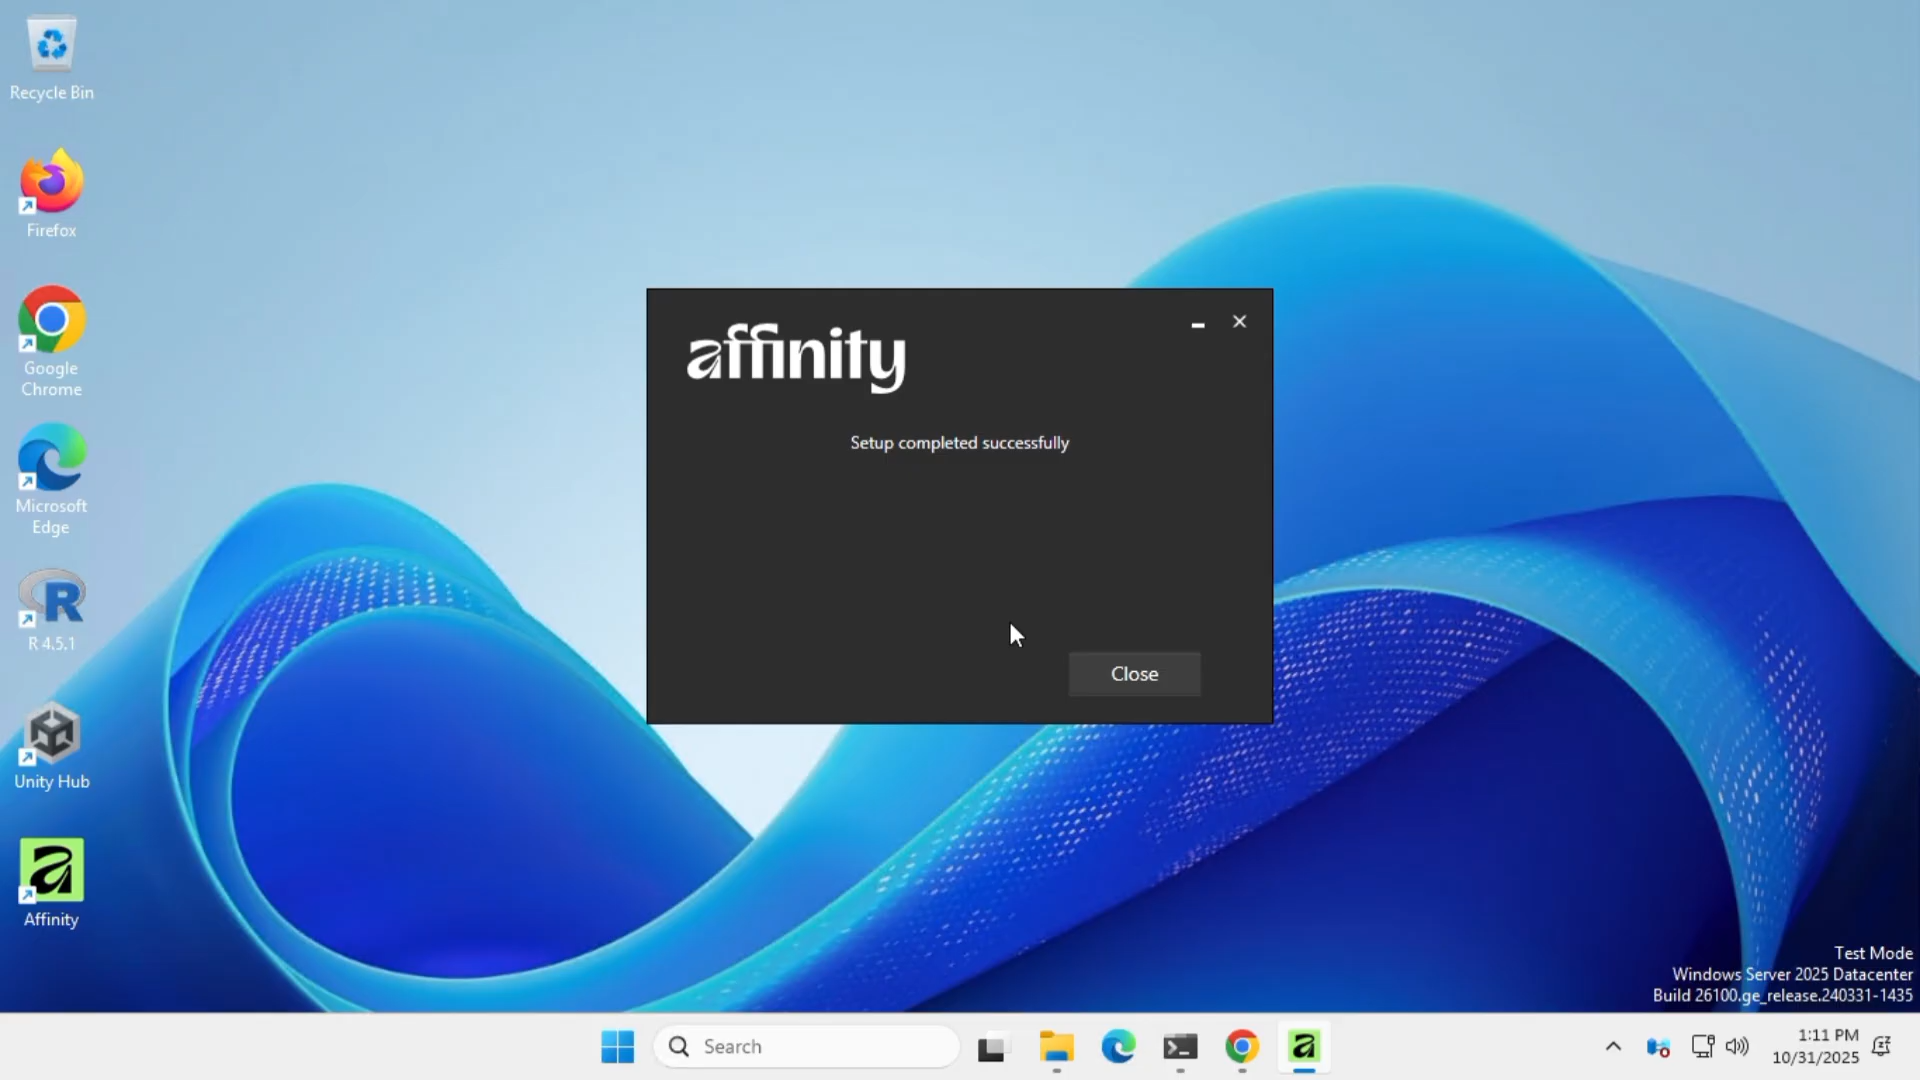 Recycle Bin
Firefox
Google
Chrome
Microsoft
Edge
R 4.5.1
Unity Hub
Affinity
affinity
Setup completed successfully
Close
Test Mode
Windows Server 2025 Datacenter
Build 26100.ge_release.240331-1435
Search
1:11 PM
10/31/2025